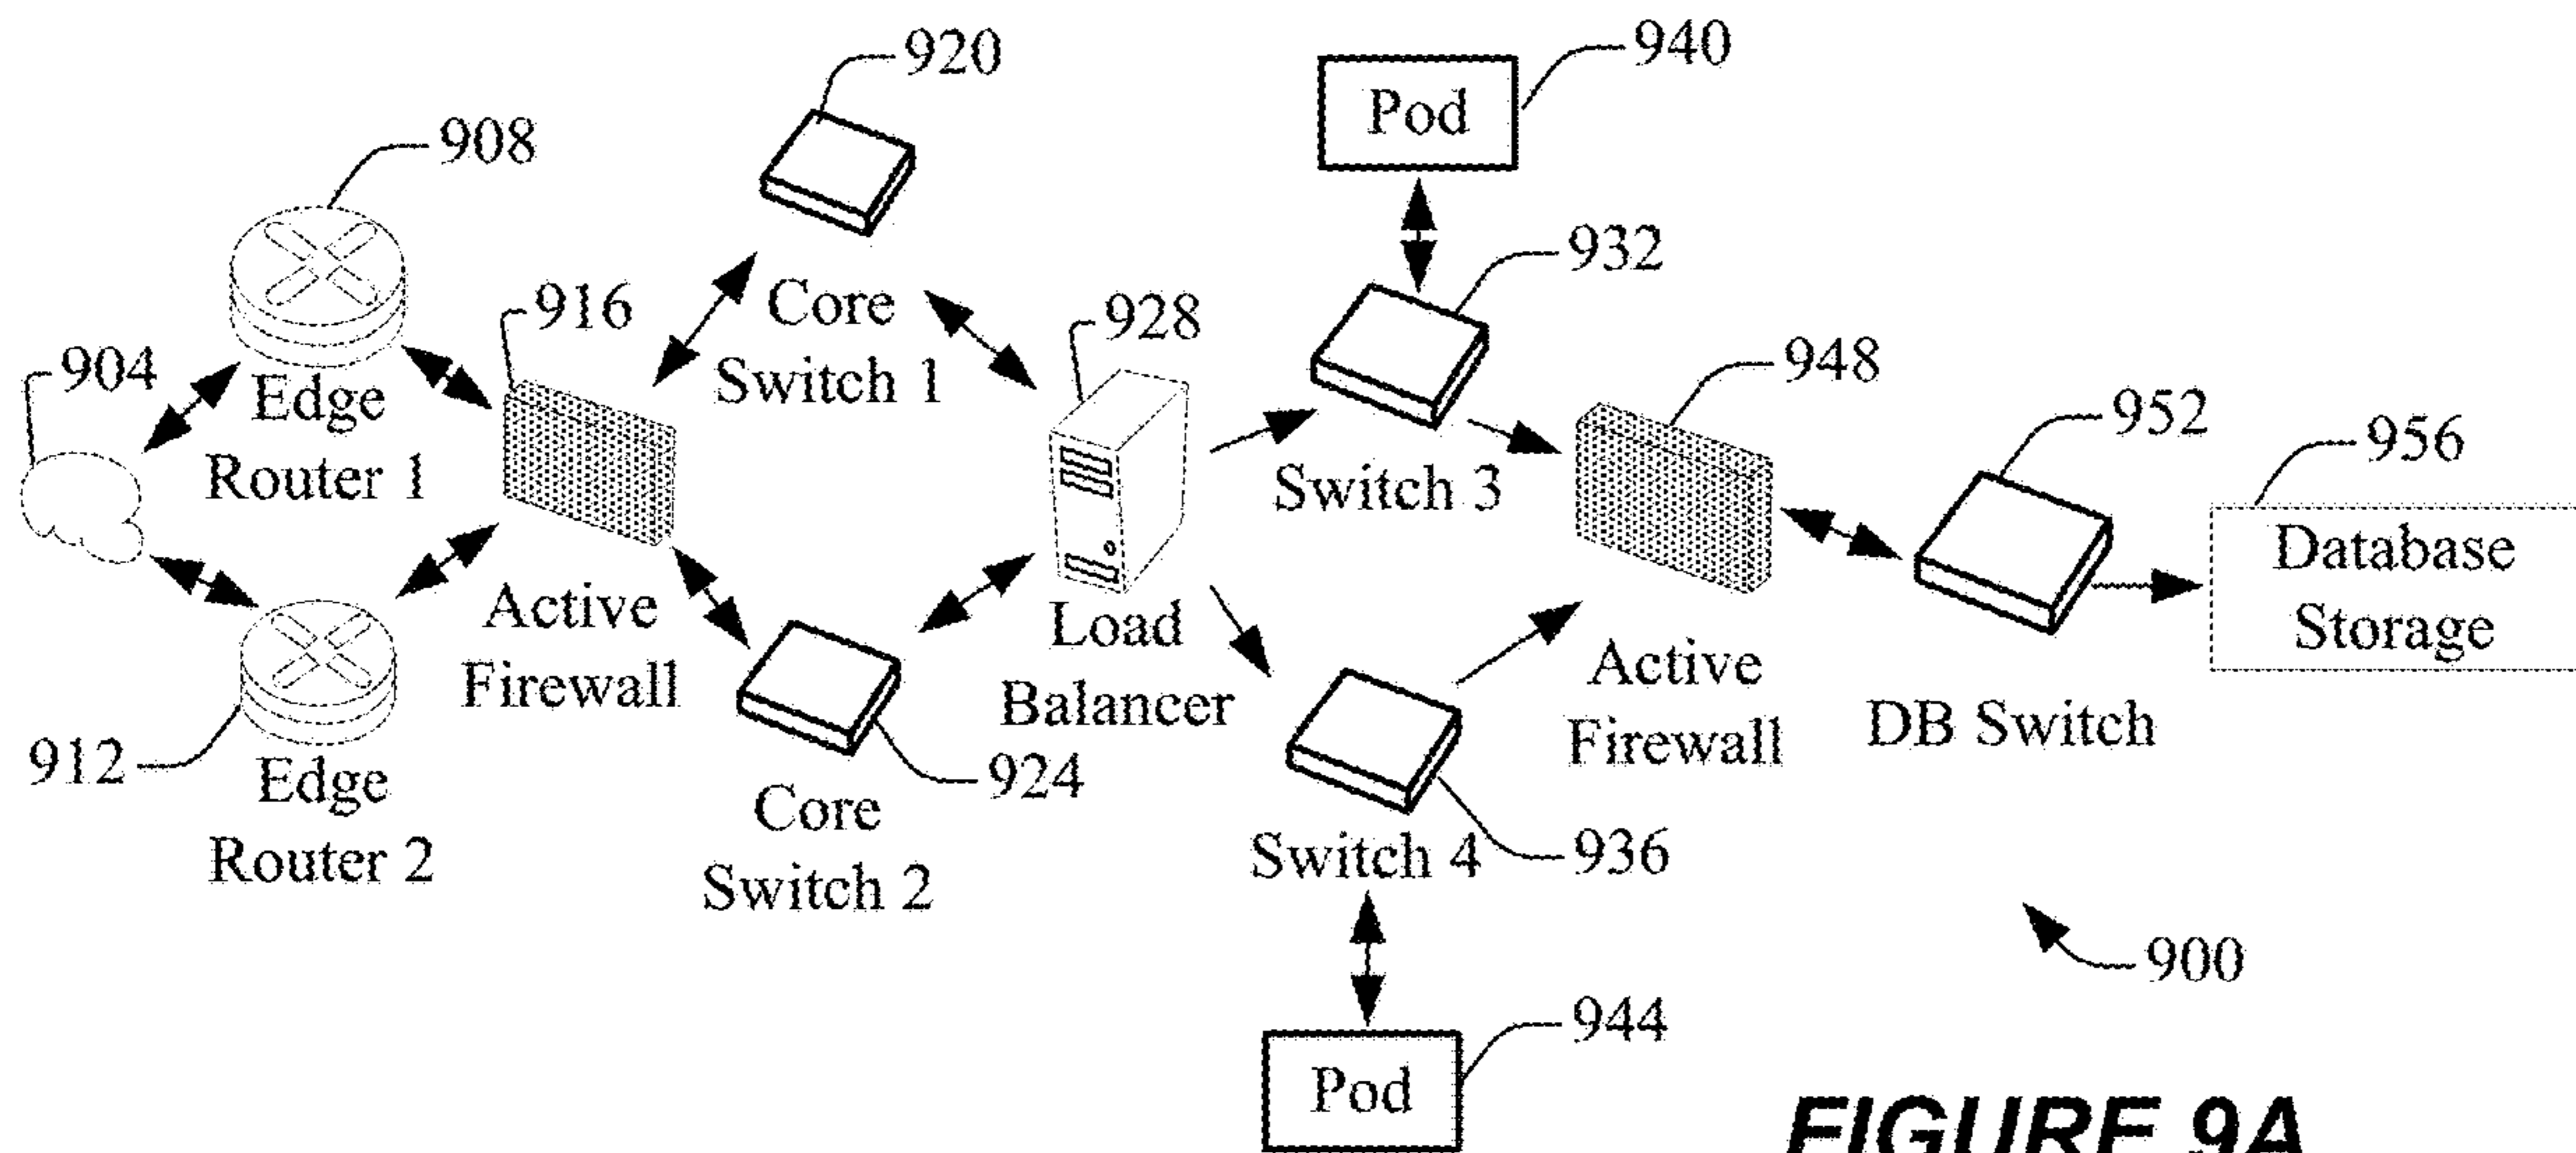 920
940
Pod
908
932
916
Core
Switch 1
928
948
904
Edge
Router 1
952
956
Switch 3
Database
Storage
Active
Firewall
Load
Balancer
Active
Firewall
DB Switch
912
Edge
Router 2
924
Core
Switch 2
Switch 4
936
900
944
Pod
FIGURE 9A